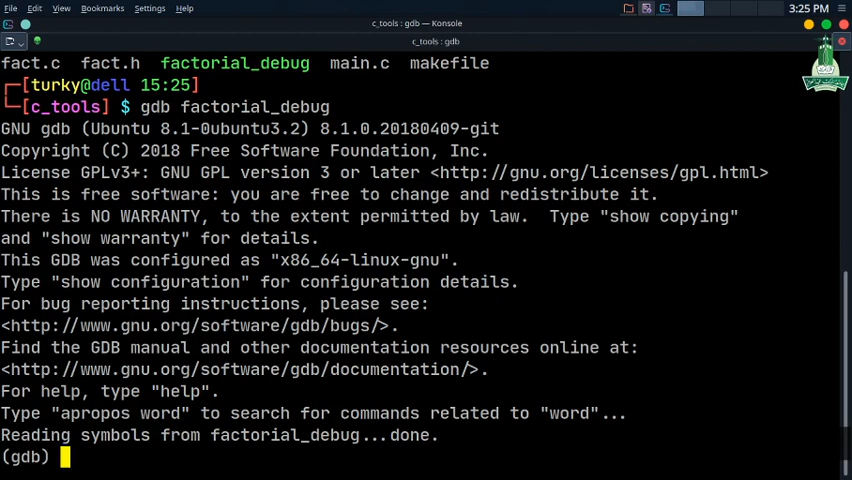 File Edit View Bookmarks Settings Help
3:25 PM
c_tools : gdb — Konsole
c_tools : gdb
fact.c fact.h factorial_debug main.c makefile
┌─[turky@dell 15:25]
└─[c_tools] $ gdb factorial_debug
GNU gdb (Ubuntu 8.1-0ubuntu3.2) 8.1.0.20180409-git
Copyright (C) 2018 Free Software Foundation, Inc.
License GPLv3+: GNU GPL version 3 or later <http://gnu.org/licenses/gpl.html>
This is free software: you are free to change and redistribute it.
There is NO WARRANTY, to the extent permitted by law. Type "show copying"
and "show warranty" for details.
This GDB was configured as "x86_64-linux-gnu".
Type "show configuration" for configuration details.
For bug reporting instructions, please see:
<http://www.gnu.org/software/gdb/bugs/>.
Find the GDB manual and other documentation resources online at:
<http://www.gnu.org/software/gdb/documentation/>.
For help, type "help".
Type "apropos word" to search for commands related to "word"...
Reading symbols from factorial_debug...done.
(gdb)